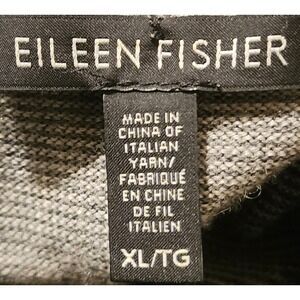 EILEEN FISHER
MADE IN
CHINA OF
ITALIAN
YARN/
FABRIQUÉ
EN CHINE
DE FIL
ITALIEN
XL/TG